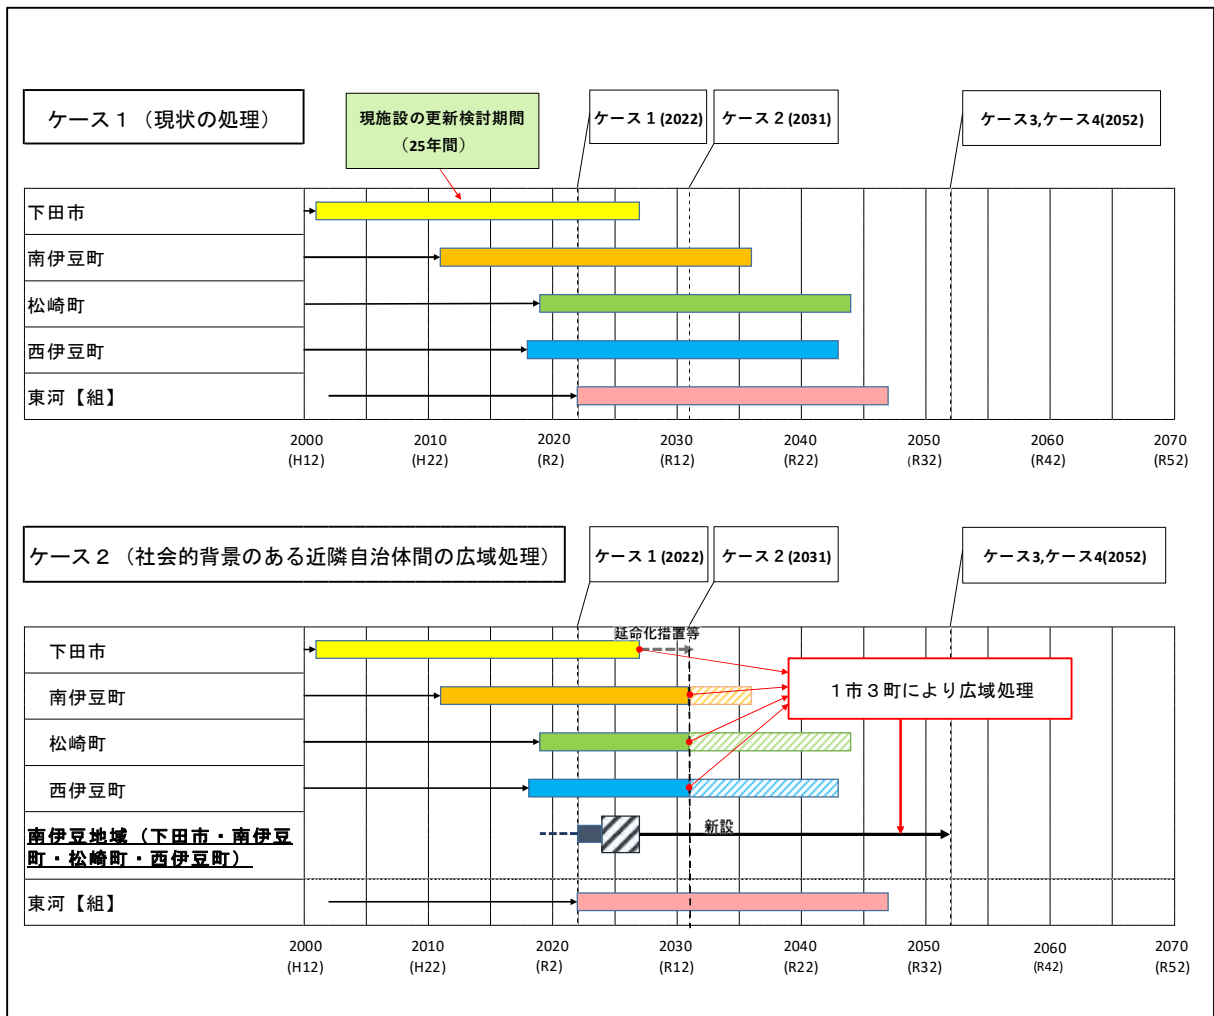 ケース１（現状の処理）
現施設の更新検討期間
（25年間）
ケース１(2022)
ケース２(2031)
ケース3,ケース4(2052)
下田市
南伊豆町
松崎町
西伊豆町
東河【組】
2000
(H12)
2010
(H22)
2020
(R2)
2030
(R12)
2040
(R22)
2050
(R32)
2060
(R42)
2070
(R52)
ケース２（社会的背景のある近隣自治体間の広域処理）
ケース１(2022)
ケース２(2031)
ケース3,ケース4(2052)
下田市
延命化措置等
南伊豆町
１市３町により広域処理
松崎町
西伊豆町
南伊豆地域（下田市・南伊豆
町・松崎町・西伊豆町）
新設
東河【組】
2000
(H12)
2010
(H22)
2020
(R2)
2030
(R12)
2040
(R22)
2050
(R32)
2060
(R42)
2070
(R52)